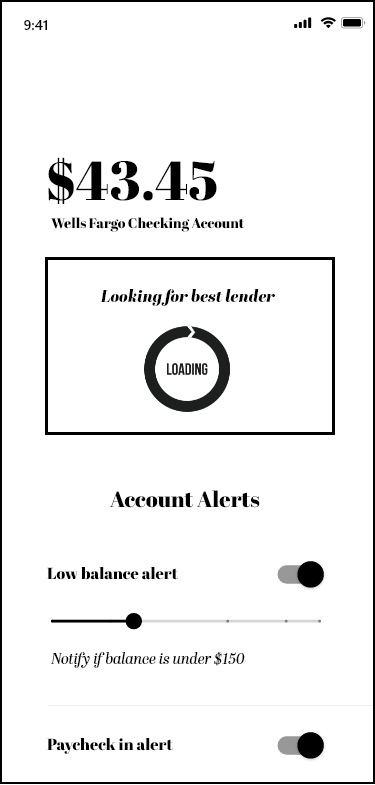 9:41
$43.45
Wells Fargo Checking Account
Looking for best lender
LOADING
Account Alerts
Low balance alert
Notify if balance is under $150
Paycheck in alert